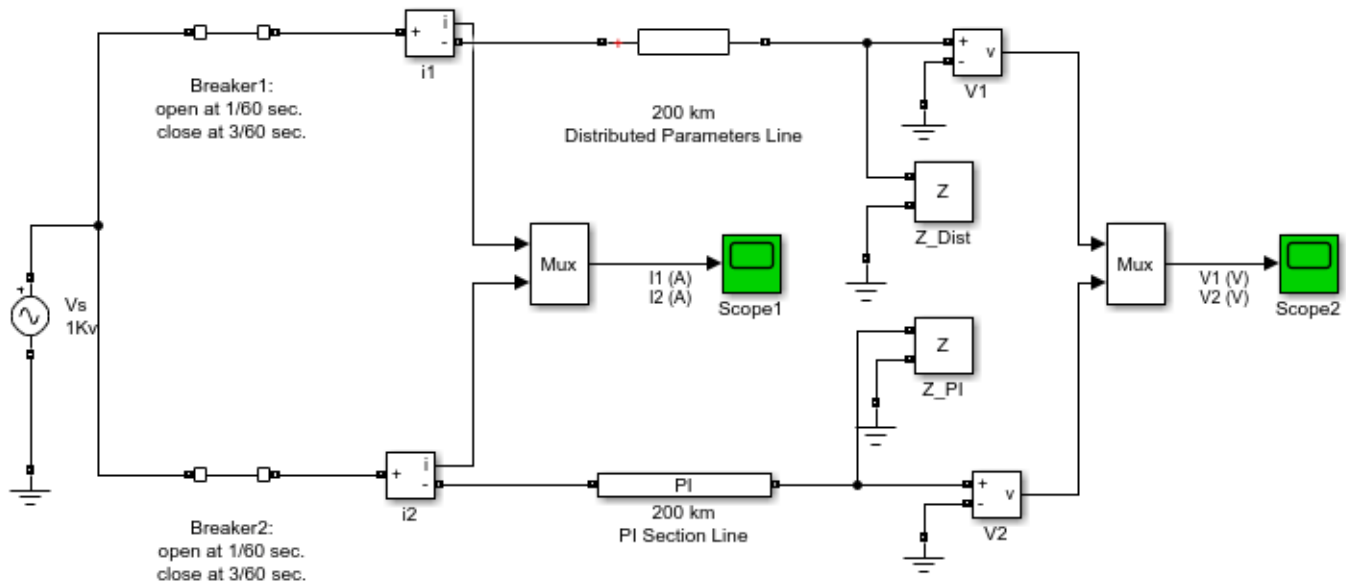 + i
-
i1
Breaker1:
open at 1/60 sec.
close at 3/60 sec.
200 km
Distributed Parameters Line
+
- v
V1
Z
Z_Dist
Mux
I1 (A)
I2 (A)
Scope1
Mux
V1 (V)
V2 (V)
Scope2
+
Vs
1Kv
Z
Z_PI
+ i
-
i2
PI
200 km
PI Section Line
+
- v
V2
Breaker2:
open at 1/60 sec.
close at 3/60 sec.